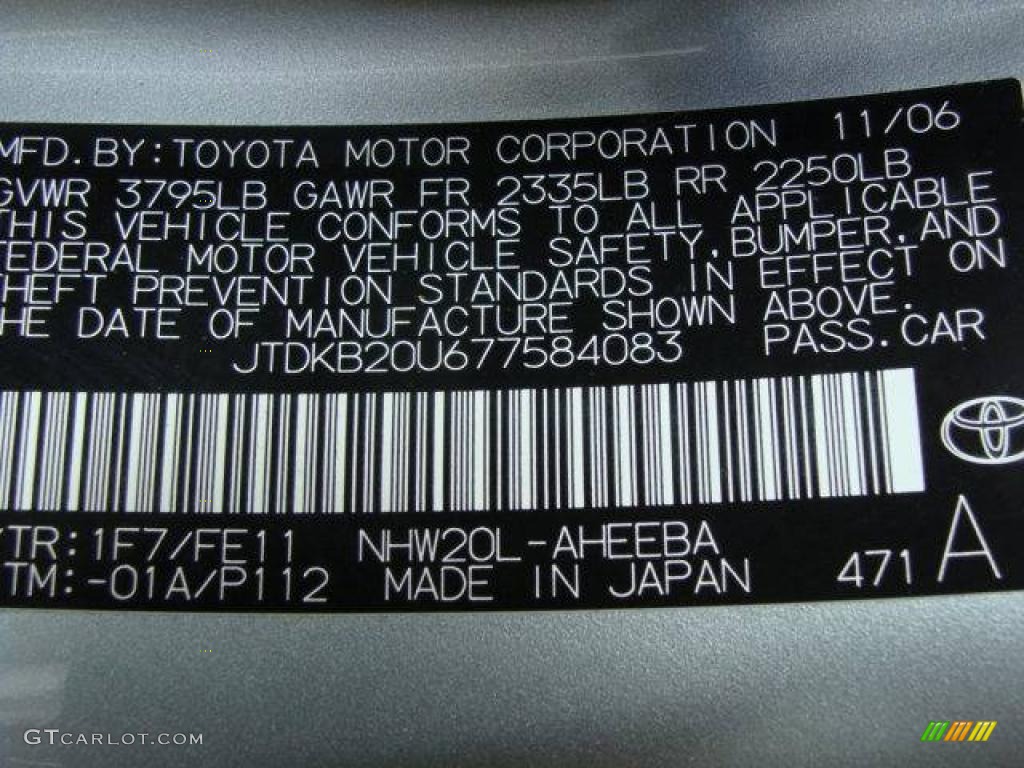 MFD. BY: TOYOTA MOTOR CORPORATION 11/06
GVWR 3795LB GAWR FR 2335LB RR 2250LB
THIS VEHICLE CONFORMS TO ALL APPLICABLE
FEDERAL MOTOR VEHICLE SAFETY, BUMPER, AND
THEFT PREVENTION STANDARDS IN EFFECT ON
THE DATE OF MANUFACTURE SHOWN ABOVE.
JTDKB20U677584083 PASS. CAR
/TR: 1F7/FE11 NHW20L-AHEEBA
TM: -01A/P112 MADE IN JAPAN 471 A
GTCARLOT.COM